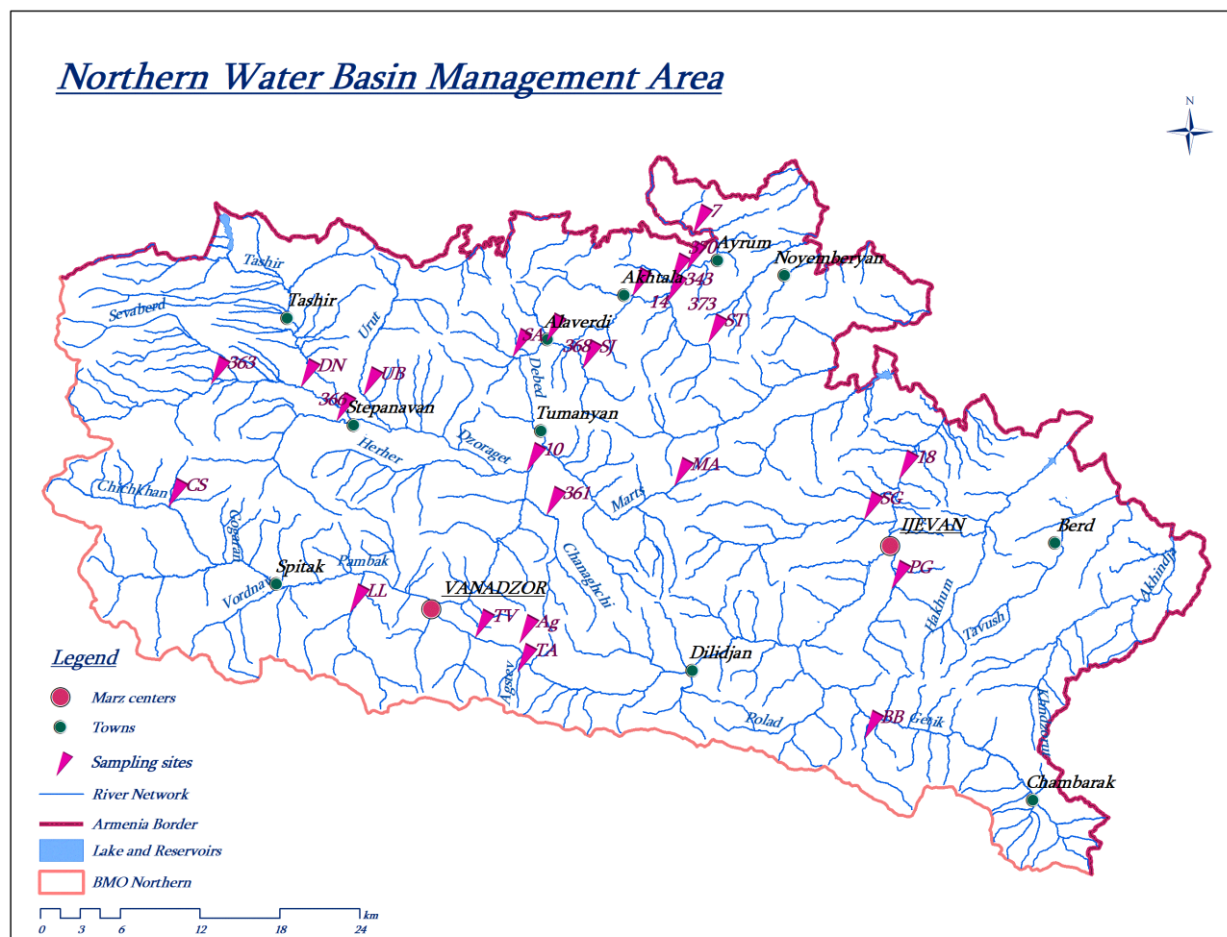 Northern Water Basin Management Area
N
7
370
Ayrum
Noyemberyan
Tashir
Akhtala
343
14
373
Tashir
Sevaberd
Urut
ST
SA
Alaverdi
368
SJ
363
DN
UB
Debed
366
Stepanavan
Tumanyan
Herher
Dzoraget
10
MA
18
CS
Chichkhan
361
Marts
SG
IJEVAN
Berd
Gogaran
Pambak
Spitak
Vordnav
LL
VANADZOR
Chanaghchi
PG
Hakhum
Tavush
Akhindja
TV
Ag
TA
Agstev
Dilidjan
Polad
BB
Getik
Khndzorut
Chambarak
Legend
Marz centers
Towns
Sampling sites
River Network
Armenia Border
Lake and Reservoirs
BMO Northern
km
0 3 6 12 18 24